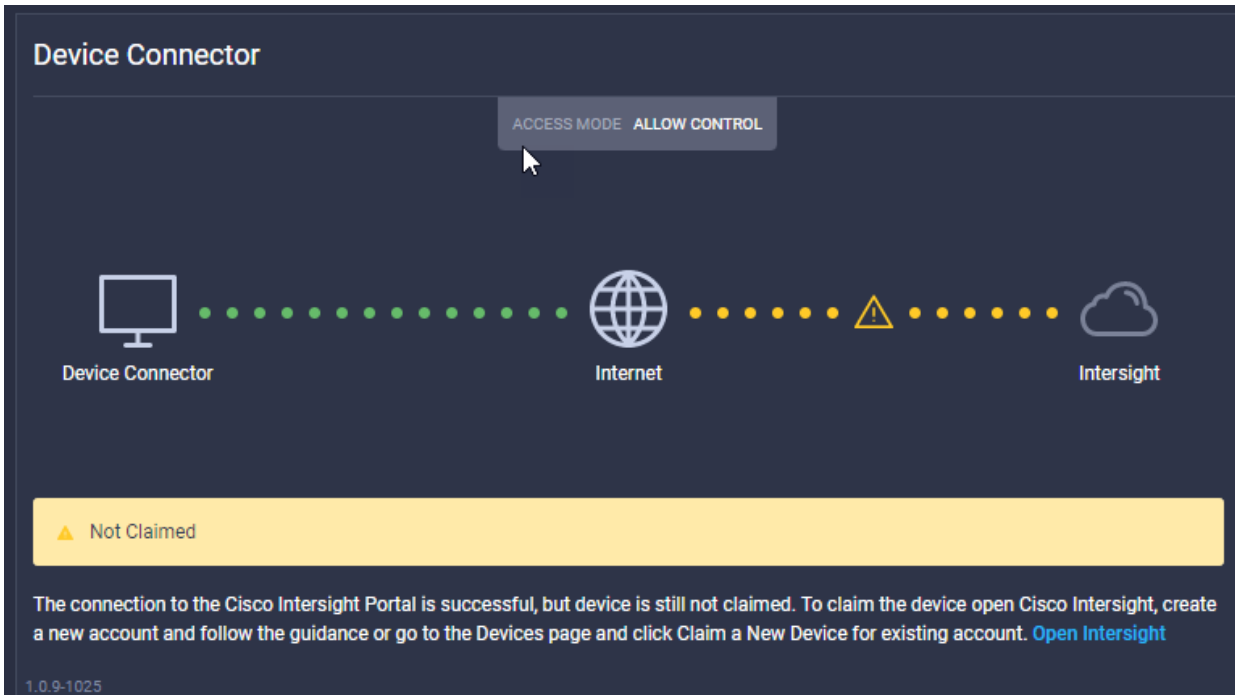 Device Connector
ACCESS MODE ALLOW CONTROL
Device Connector
Internet
Intersight
Not Claimed
The connection to the Cisco Intersight Portal is successful, but device is still not claimed. To claim the device open Cisco Intersight, create
a new account and follow the guidance or go to the Devices page and click Claim a New Device for existing account. Open Intersight
1.0.9-1025